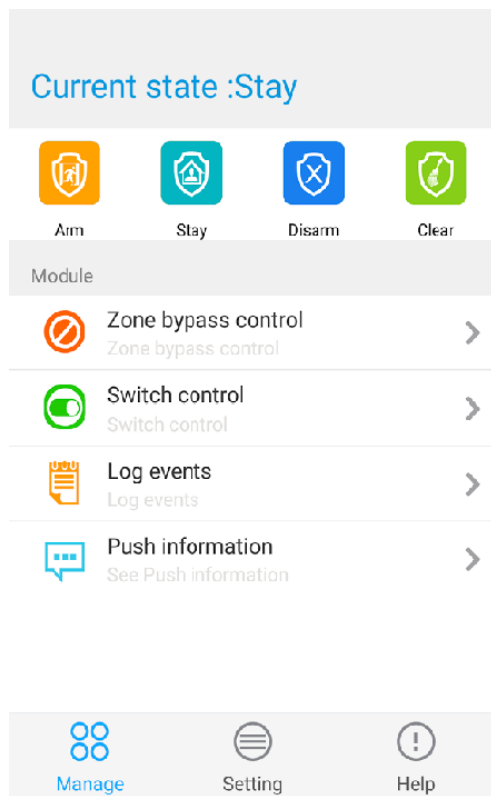 Current state :Stay
Arm Stay Disarm Clear
Module
Zone bypass control
Zone bypass control
Switch control
Switch control
Log events
Log events
Push information
See Push information
Manage Setting Help